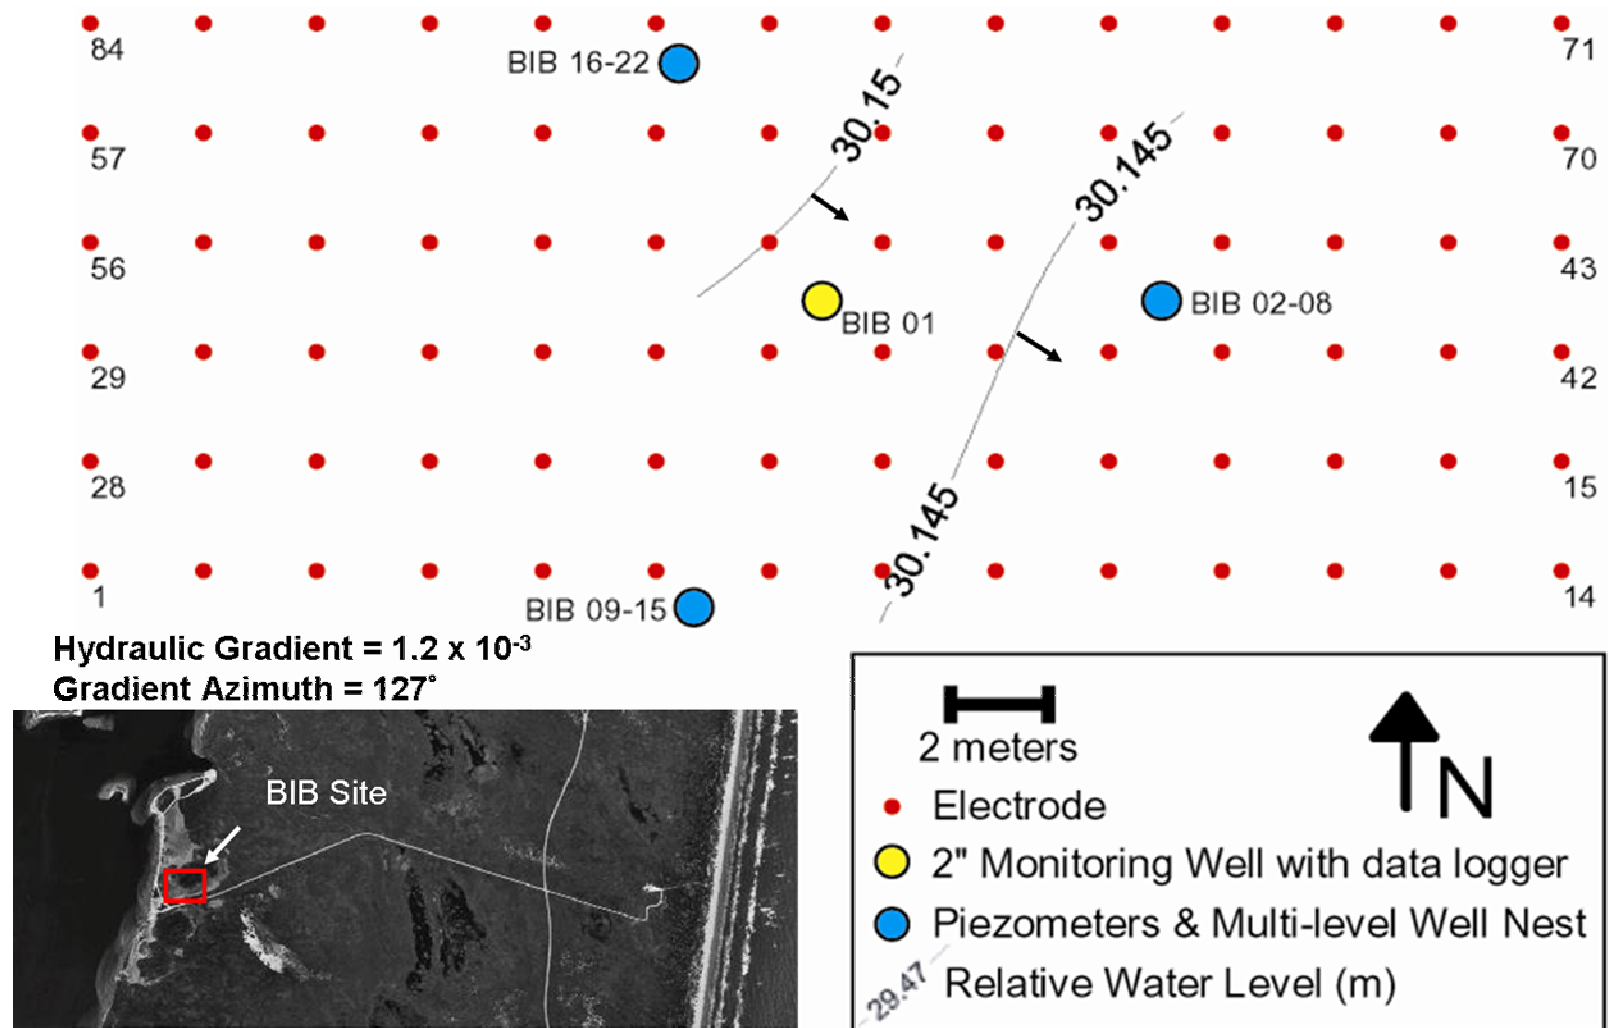 84
71
BIB 16-22
30.15
57
70
30.145
56
43
BIB 01
BIB 02-08
29
42
28
15
30.145
1
14
BIB 09-15
Hydraulic Gradient = 1.2 x 10-3
Gradient Azimuth = 127°
BIB Site
2 meters
N
Electrode
2" Monitoring Well with data logger
Piezometers & Multi-level Well Nest
29.47
Relative Water Level (m)